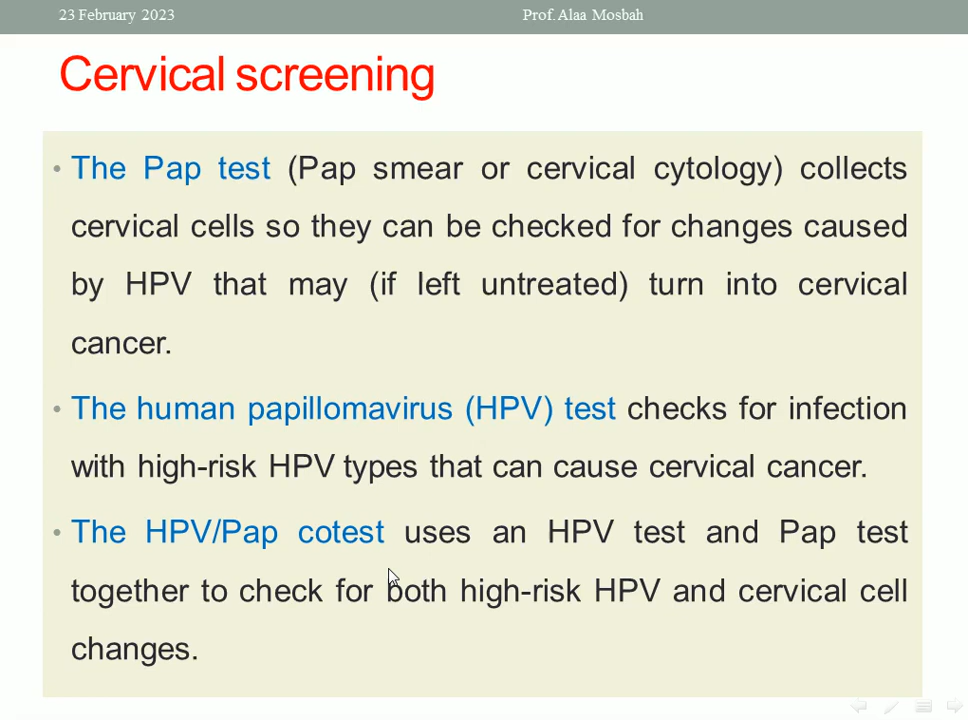 23 February 2023
Prof. Alaa Mosbah
Cervical screening
• The Pap test (Pap smear or cervical cytology) collects
cervical cells so they can be checked for changes caused
by HPV that may (if left untreated) turn into cervical
cancer.
• The human papillomavirus (HPV) test checks for infection
with high-risk HPV types that can cause cervical cancer.
• The HPV/Pap cotest uses an HPV test and Pap test
together to check for both high-risk HPV and cervical cell
changes.